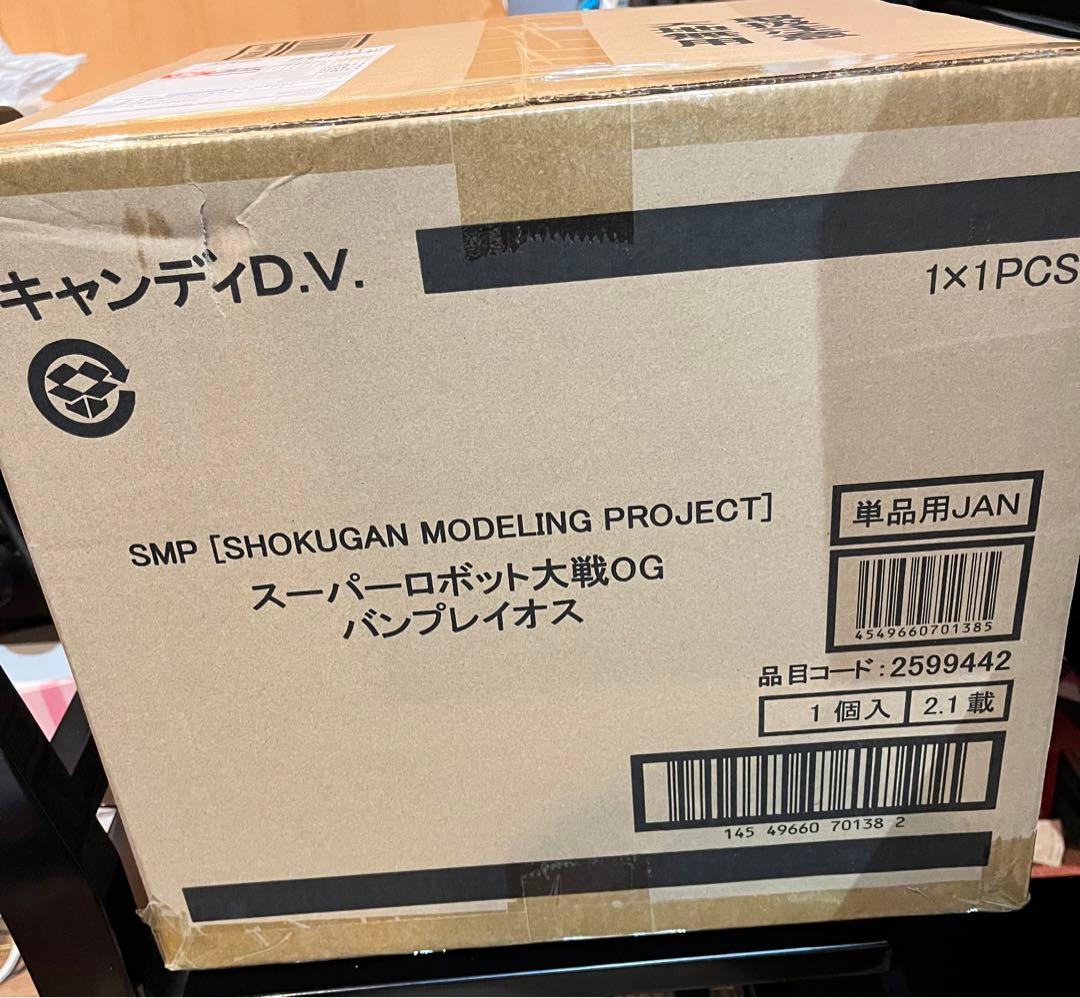 キャンディD.V.
1×1PCS
SMP [SHOKUGAN MODELING PROJECT]
スーパーロボット大戦OG
バンプレイオス
単品用JAN
4549660701385
品目コード:2599442
1個入 2.1載
145 49660 70138 2